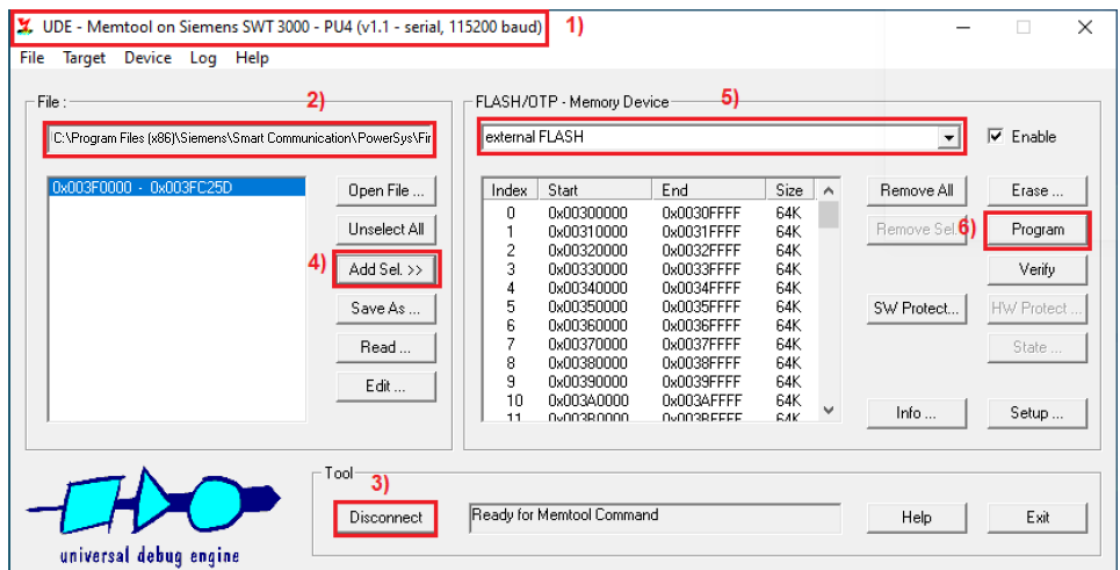 UDE - Memtool on Siemens SWT 3000 - PU4 (v1.1 - serial, 115200 baud) 1)
File Target Device Log Help
File : 2)
C:\Program Files (x86)\Siemens\Smart Communication\PowerSys\Fir
0x003F0000 - 0x003FC25D
Open File ...
Unselect All
4) Add Sel. >>
Save As ...
Read ...
Edit ...
FLASH/OTP - Memory Device 5)
external FLASH
Enable
Index Start End Size
0 0x00300000 0x0030FFFF 64K
1 0x00310000 0x0031FFFF 64K
2 0x00320000 0x0032FFFF 64K
3 0x00330000 0x0033FFFF 64K
4 0x00340000 0x0034FFFF 64K
5 0x00350000 0x0035FFFF 64K
6 0x00360000 0x0036FFFF 64K
7 0x00370000 0x0037FFFF 64K
8 0x00380000 0x0038FFFF 64K
9 0x00390000 0x0039FFFF 64K
10 0x003A0000 0x003AFFFF 64K
11 0x003B0000 0x003BFFFF 64K
Remove All
Remove Sel.
SW Protect...
Info ...
Erase ...
6) Program
Verify
HW Protect ...
State ...
Setup ...
universal debug engine
Tool
3)
Disconnect
Ready for Memtool Command
Help
Exit